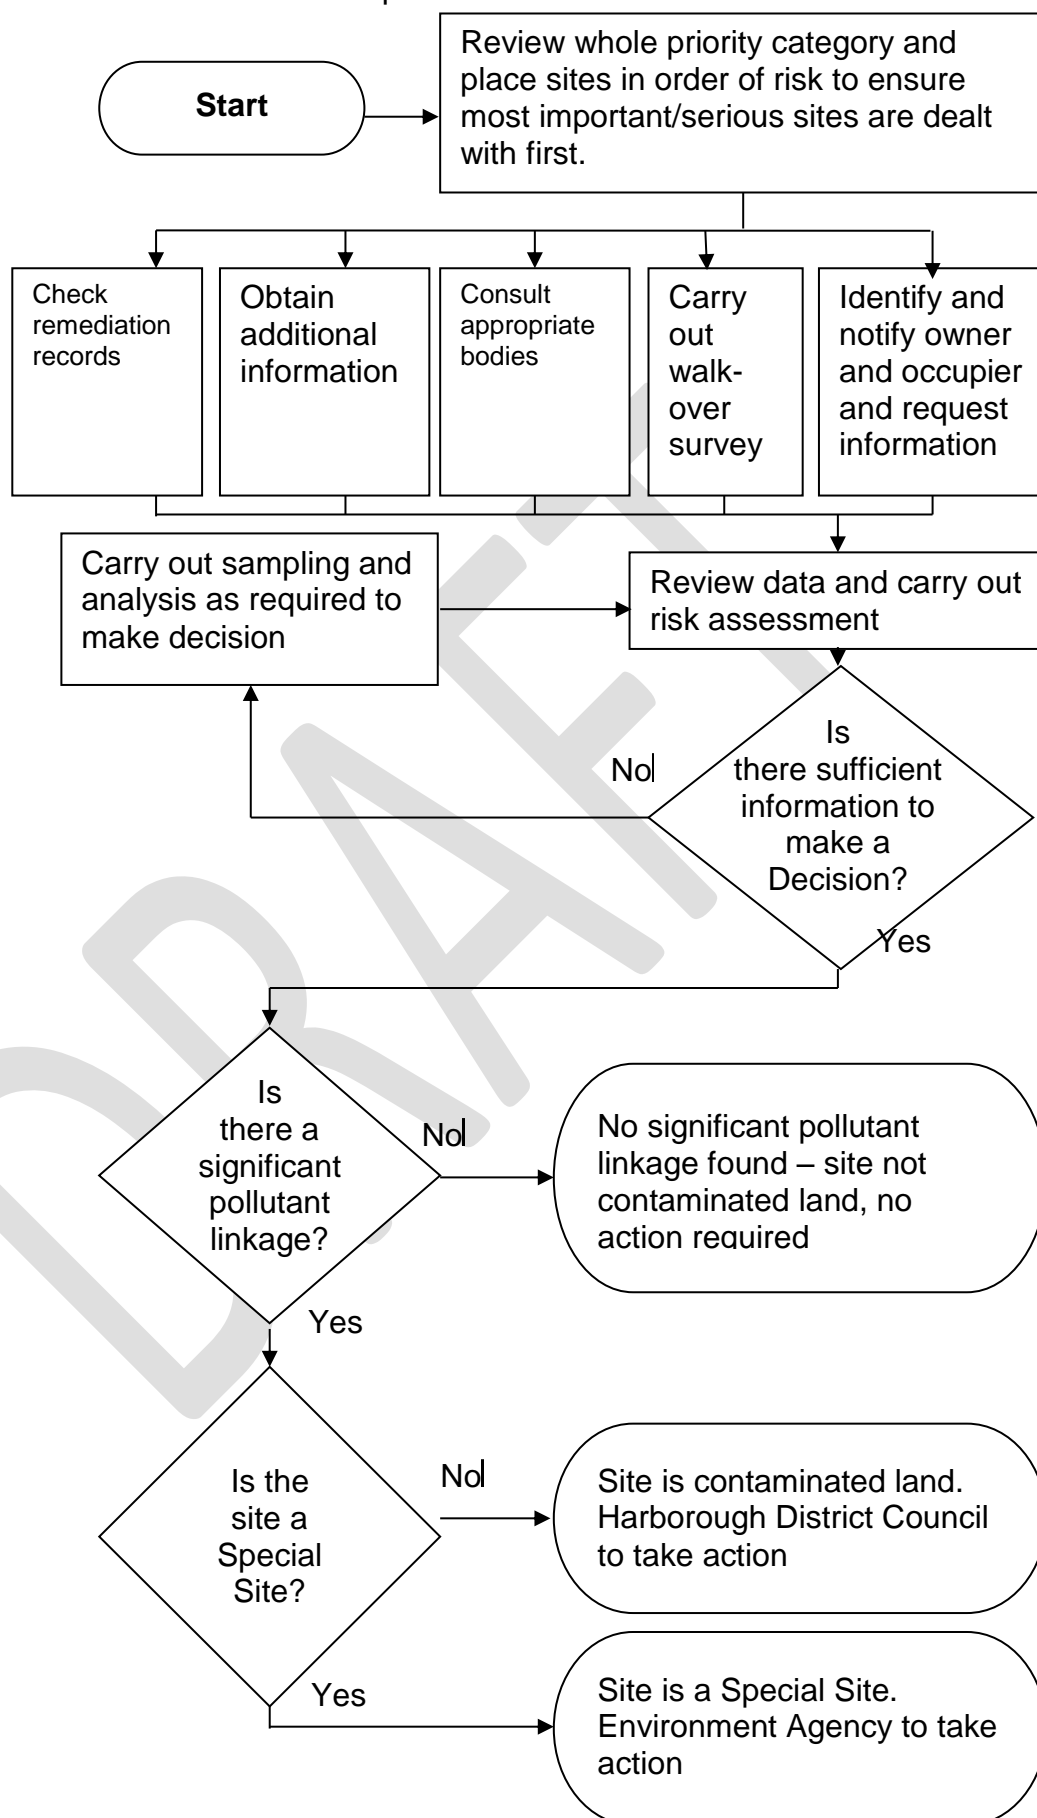 Start
Review whole priority category and
place sites in order of risk to ensure
most important/serious sites are dealt
with first.
Check
remediation
records
Obtain
additional
information
Consult
appropriate
bodies
Carry
out
walk-
over
survey
Identify and
notify owner
and occupier
and request
information
Carry out sampling and
analysis as required to
make decision
Review data and carry out
risk assessment
Is
there sufficient
information to
make a
Decision?
No
Yes
Is
there a
significant
pollutant
linkage?
No
No significant pollutant
linkage found – site not
contaminated land, no
action required
Yes
Is the
site a
Special
Site?
No
Site is contaminated land.
Harborough District Council
to take action
Yes
Site is a Special Site.
Environment Agency to take
action
DRAFT